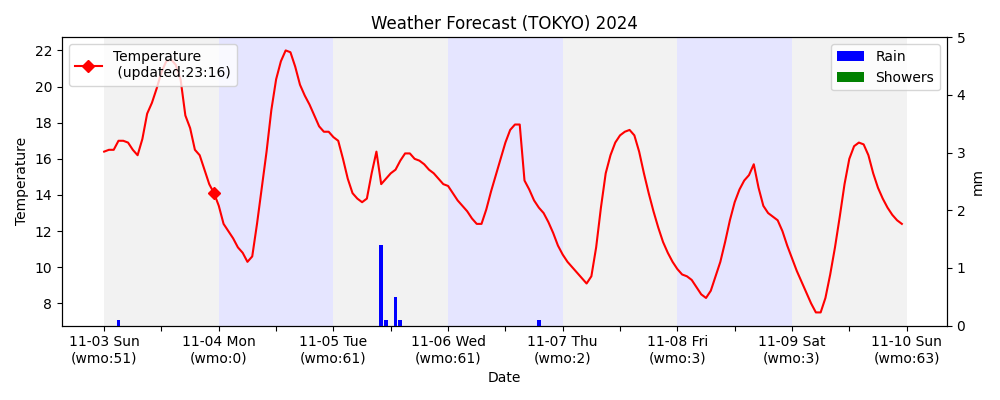 Weather Forecast (TOKYO) 2024
Temperature
(updated:23:16)
Rain
Showers
22
20
18
16
14
12
10
8
Temperature
5
4
3
2
1
0
mm
11-03 Sun
(wmo:51)
11-04 Mon
(wmo:0)
11-05 Tue
(wmo:61)
11-06 Wed
(wmo:61)
11-07 Thu
(wmo:2)
11-08 Fri
(wmo:3)
11-09 Sat
(wmo:3)
11-10 Sun
(wmo:63)
Date